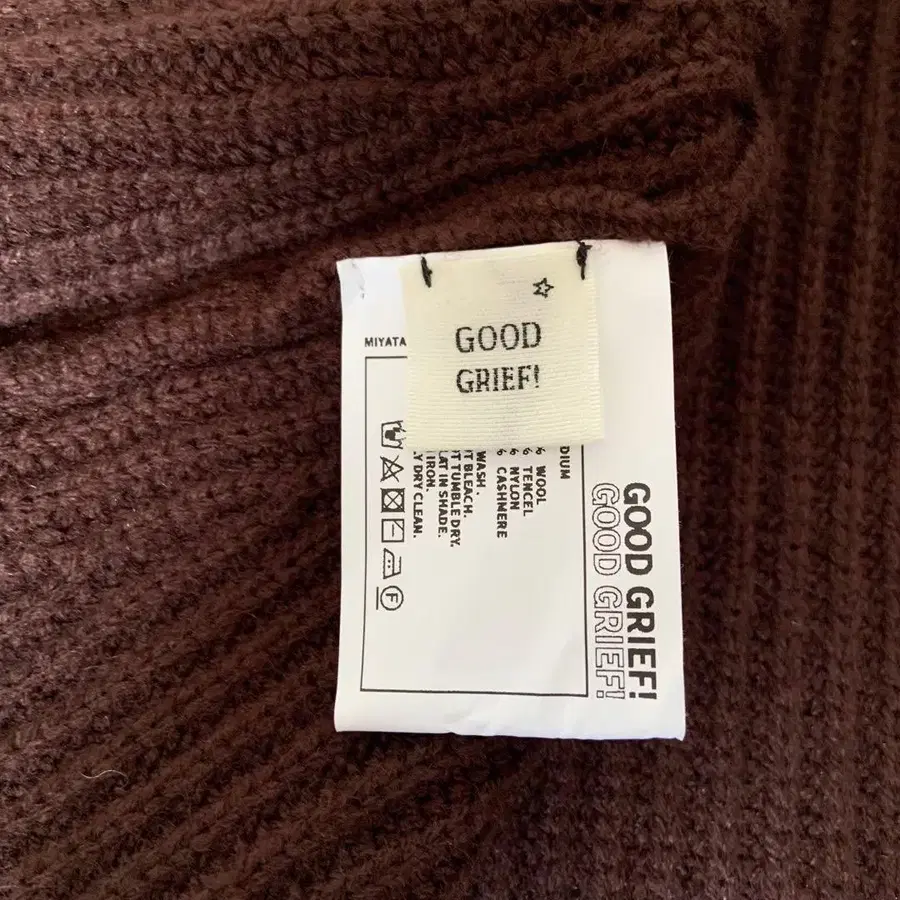 GOOD
GRIEF!
MIYATA
DIUM
% WOOL
% TENCEL
% NYLON
% CASHMERE
WASH.
T BLEACH.
T TUMBLE DRY.
AT IN SHADE.
IRON.
Y DRY CLEAN.
F
GOOD GRIEF!
GOOD GRIEF!